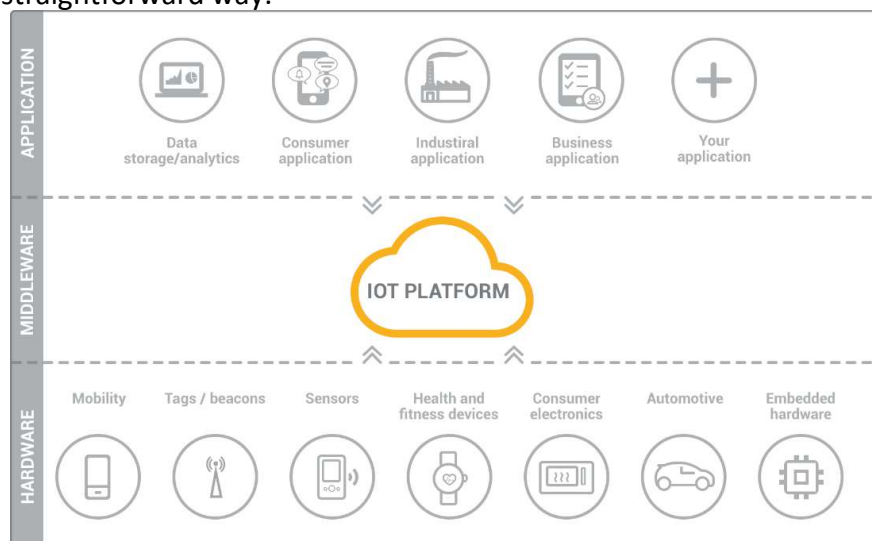 straightforward way.
APPLICATION
Data
storage/analytics
Consumer
application
Industiral
application
Business
application
Your
application
MIDDLEWARE
IOT PLATFORM
HARDWARE
Mobility
Tags / beacons
Sensors
Health and
fitness devices
Consumer
electronics
Automotive
Embedded
hardware